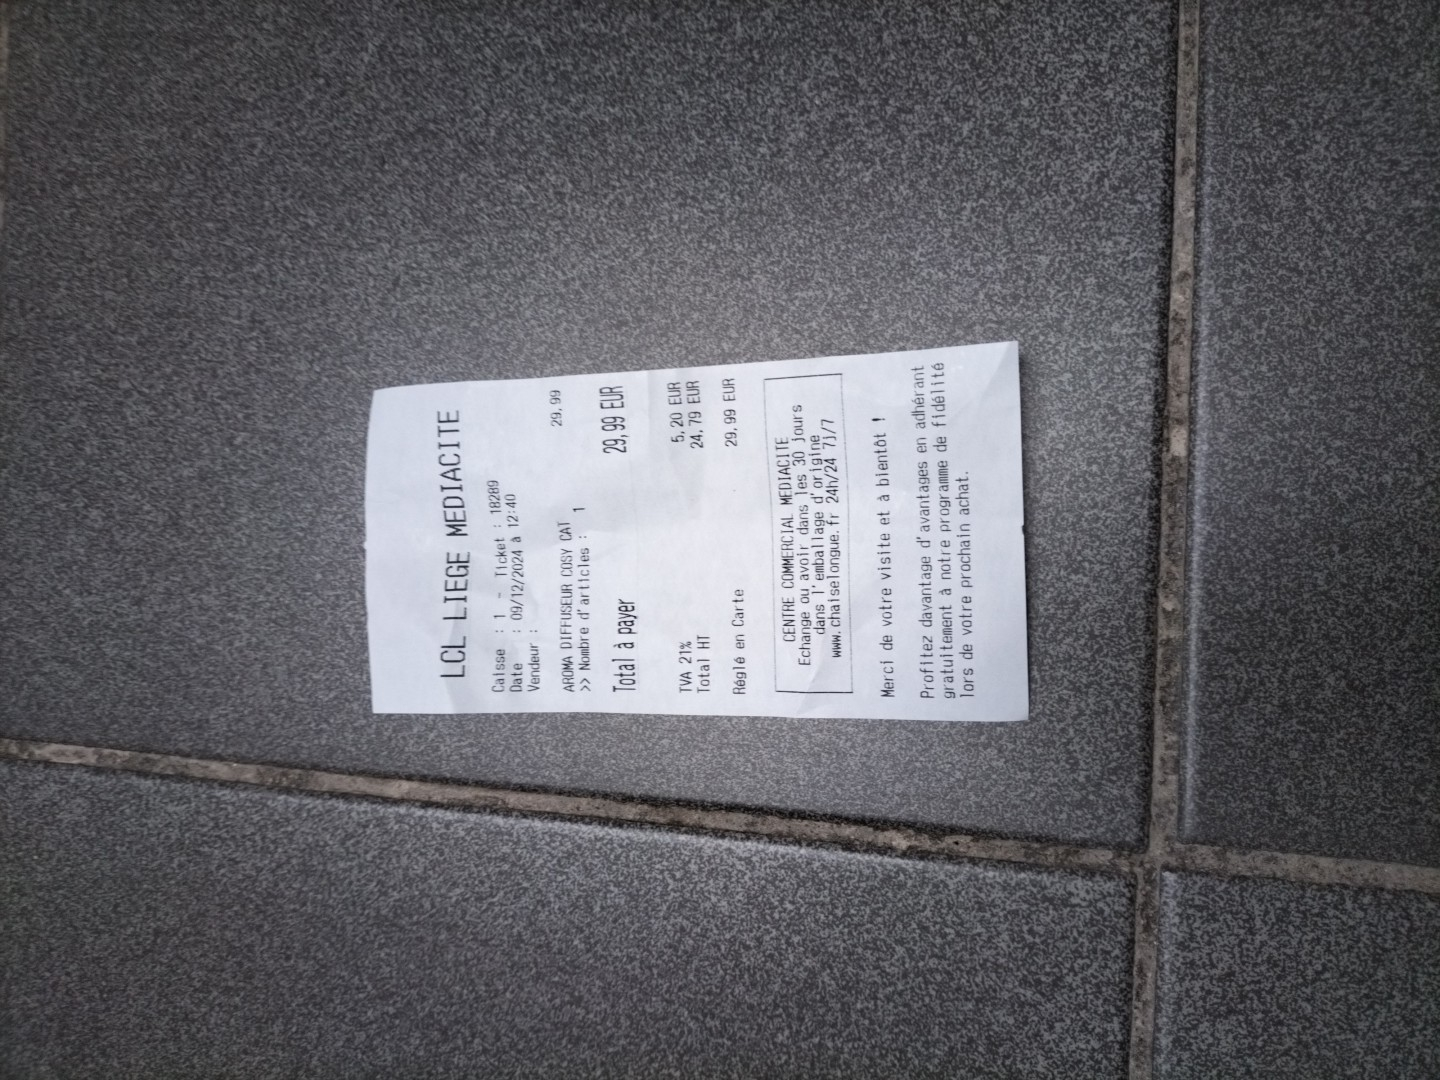 LCL LIEGE MEDIACITE
Caisse : 1 - Ticket : 18289
Date : 09/12/2024 à 12:40
Vendeur :
AROMA DIFFUSEUR COSY CAT 29,99
>> Nombre d'articles : 1
Total à payer 29,99 EUR
TVA 21% 5,20 EUR
Total HT 24,79 EUR
Réglé en Carte 29,99 EUR
CENTRE COMMERCIAL MEDIACITE
Echange ou avoir dans les 30 jours
dans l'emballage d'origine
www.chaiselongue.fr 24h/24 7j/7
Merci de votre visite et à bientôt !
Profitez davantage d'avantages en adhérant
gratuitement à notre programme de fidélité
lors de votre prochain achat.